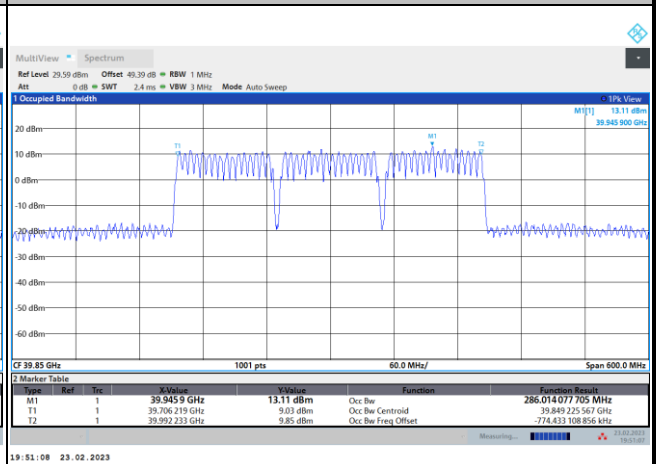 MultiView Spectrum
Ref Level 29.59 dBm Offset 49.39 dB RBW 1 MHz
Att 0 dB SWT 2.4 ms VBW 3 MHz Mode Auto Sweep
1 Occupied Bandwidth 1Pk View
M1[1] 13.11 dBm
39.945 900 GHz
20 dBm
M1
T1 T2
10 dBm
0 dBm
-10 dBm
-20 dBm
-30 dBm
-40 dBm
-50 dBm
-60 dBm
CF 39.85 GHz 1001 pts 60.0 MHz/ Span 600.0 MHz
2 Marker Table
Type Ref Trc X-Value Y-Value Function Function Result
M1 1 39.945 9 GHz 13.11 dBm Occ Bw 286.014 077 705 MHz
T1 1 39.706 219 GHz 9.03 dBm Occ Bw Centroid 39.849 225 567 GHz
T2 1 39.992 233 GHz 9.85 dBm Occ Bw Freq Offset -774.433 108 856 kHz
Measuring... 23.02.2023
19:51:07
19:51:08 23.02.2023